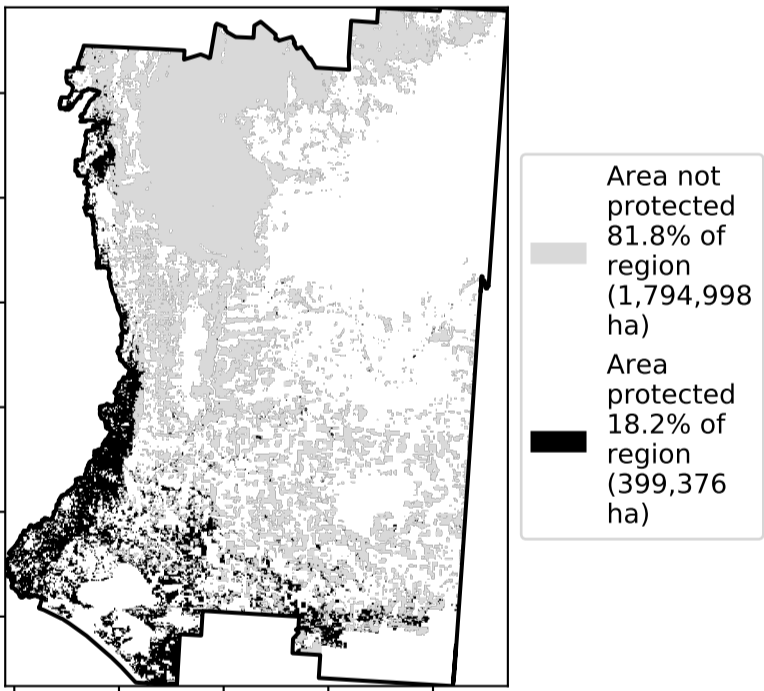 Area not
protected
81.8% of
region
(1,794,998
ha)
Area
protected
18.2% of
region
(399,376
ha)